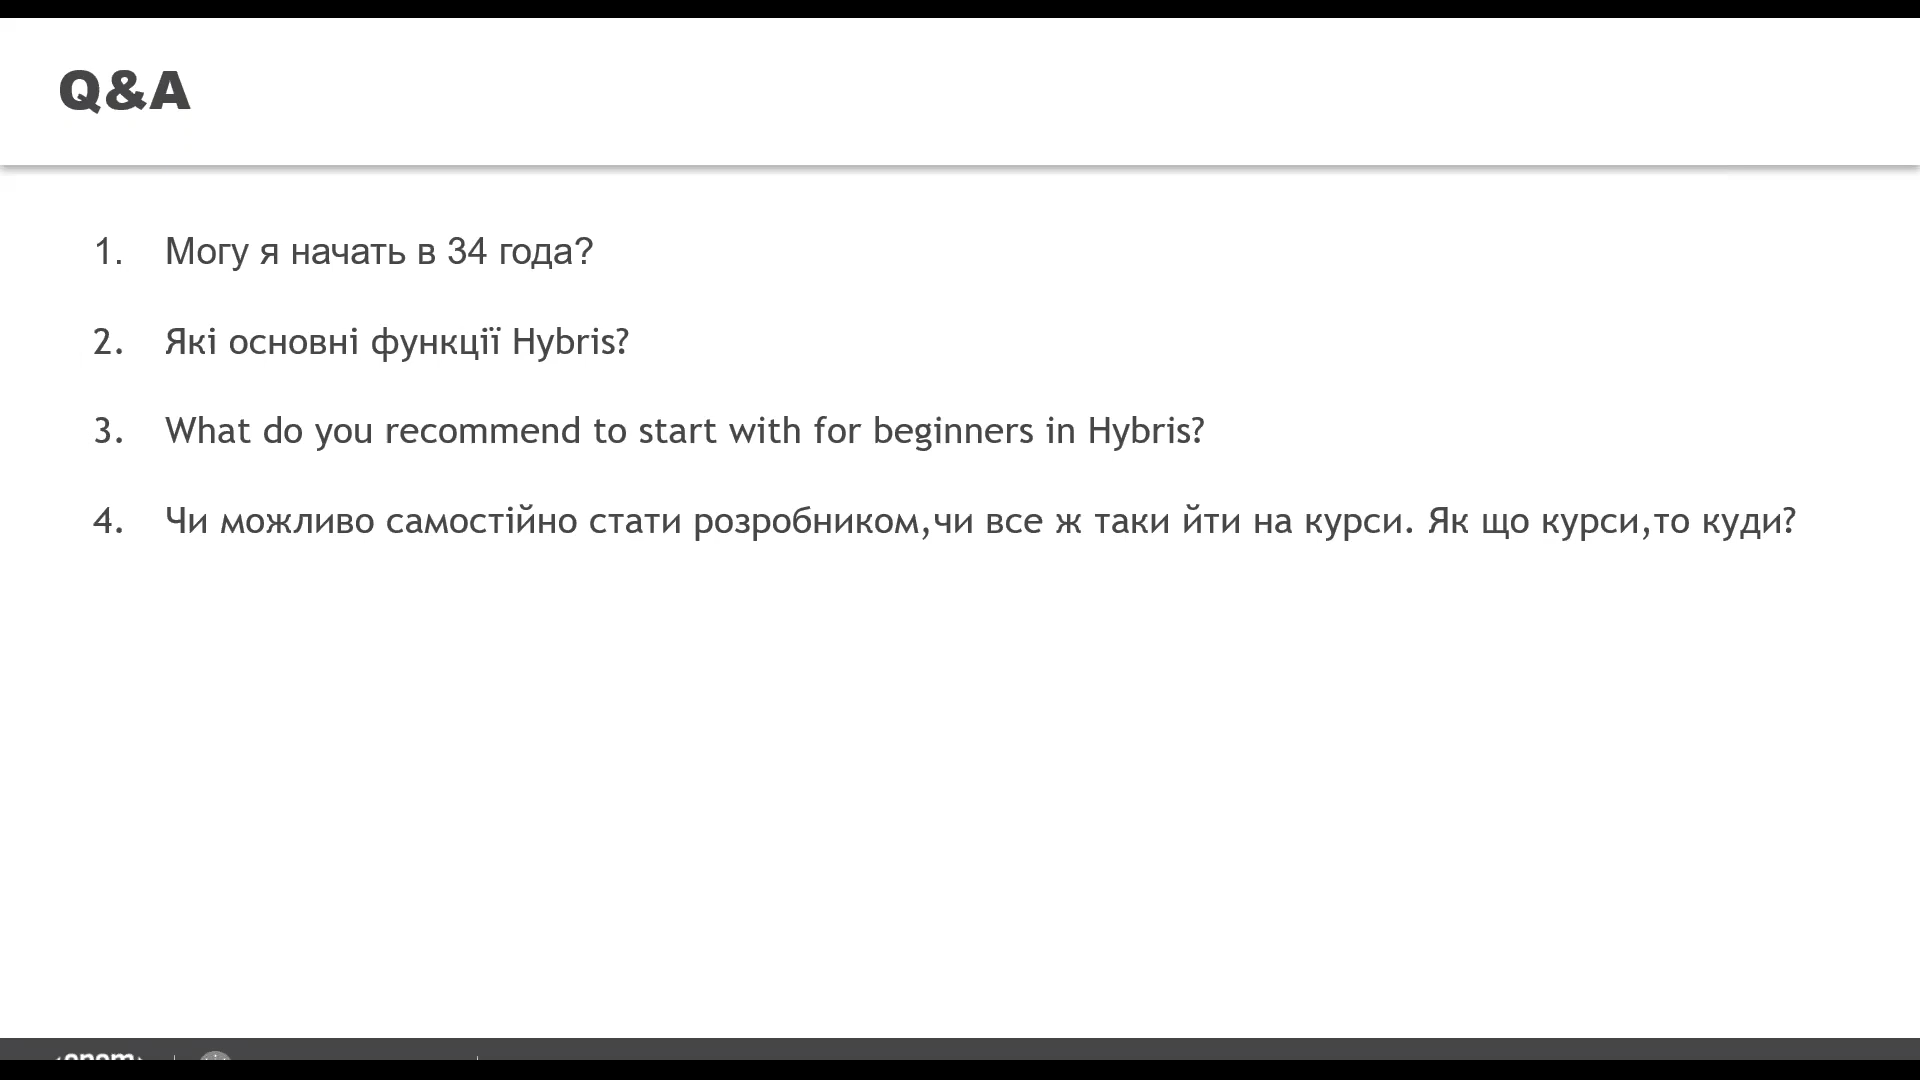 Q&A
1. Могу я начать в 34 года?
2. Які основні функції Hybris?
3. What do you recommend to start with for beginners in Hybris?
4. Чи можливо самостійно стати розробником,чи все ж таки йти на курси. Як що курси,то куди?